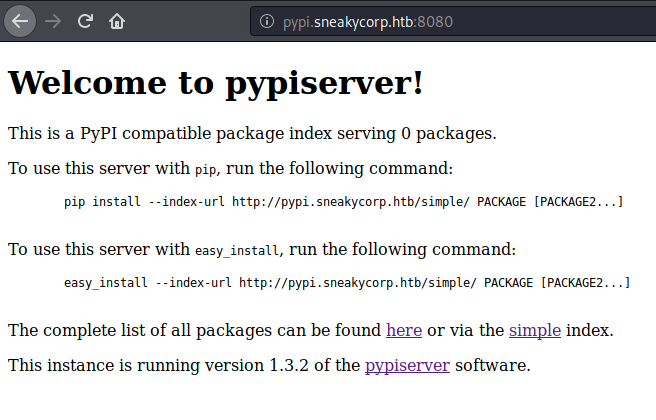 pypi.sneakycorp.htb:8080
Welcome to pypiserver!
This is a PyPI compatible package index serving 0 packages.
To use this server with pip, run the following command:
pip install --index-url http://pypi.sneakycorp.htb/simple/ PACKAGE [PACKAGE2...]
To use this server with easy_install, run the following command:
easy_install --index-url http://pypi.sneakycorp.htb/simple/ PACKAGE [PACKAGE2...]
The complete list of all packages can be found here or via the simple index.
This instance is running version 1.3.2 of the pypiserver software.